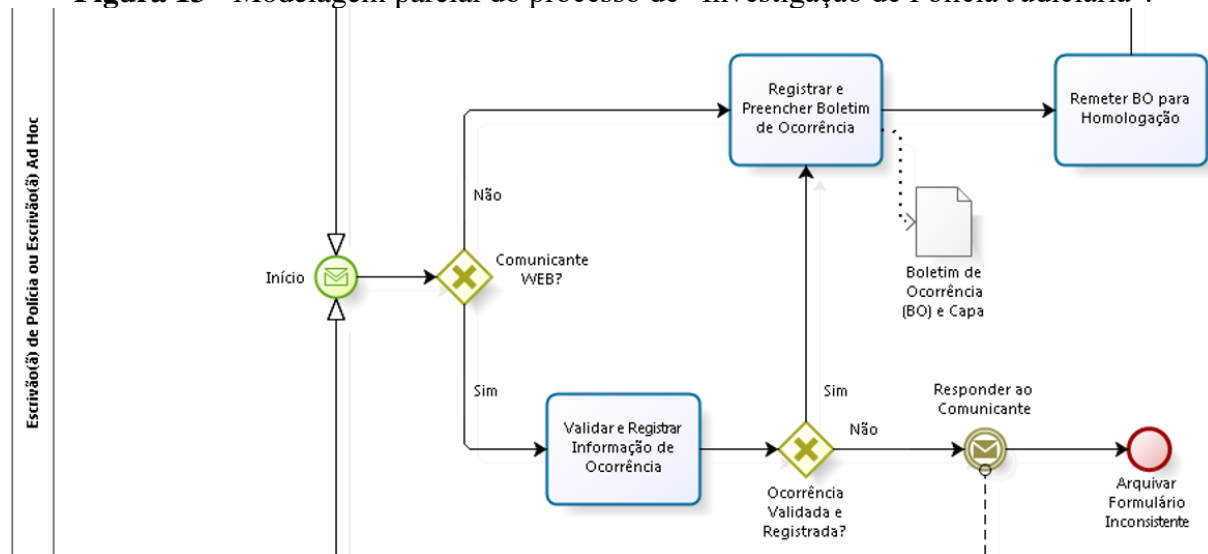 Figura 15 - Modelagem parcial do processo de "Investigação de Polícia Judiciária".
Escrivão(ã) de Polícia ou Escrivão(ã) Ad Hoc
Início
Comunicante
WEB?
Não
Sim
Registrar e
Preencher Boletim
de Ocorrência
Remeter BO para
Homologação
Boletim de
Ocorrência
(BO) e Capa
Validar e Registrar
Informação de
Ocorrência
Ocorrência
Validada e
Registrada?
Sim
Não
Responder ao
Comunicante
Arquivar
Formulário
Inconsistente